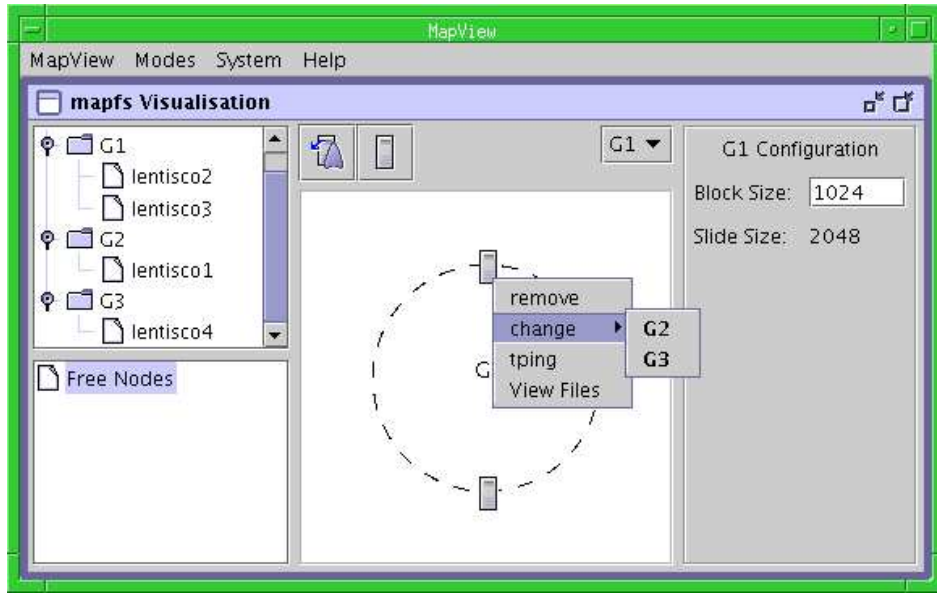 MapView
MapView Modes System Help
mapfs Visualisation
G1
lentisco2
lentisco3
G2
lentisco1
G3
lentisco4
Free Nodes
G1
G
remove
change
tping
View Files
G2
G3
G1 Configuration
Block Size: 1024
Slide Size: 2048